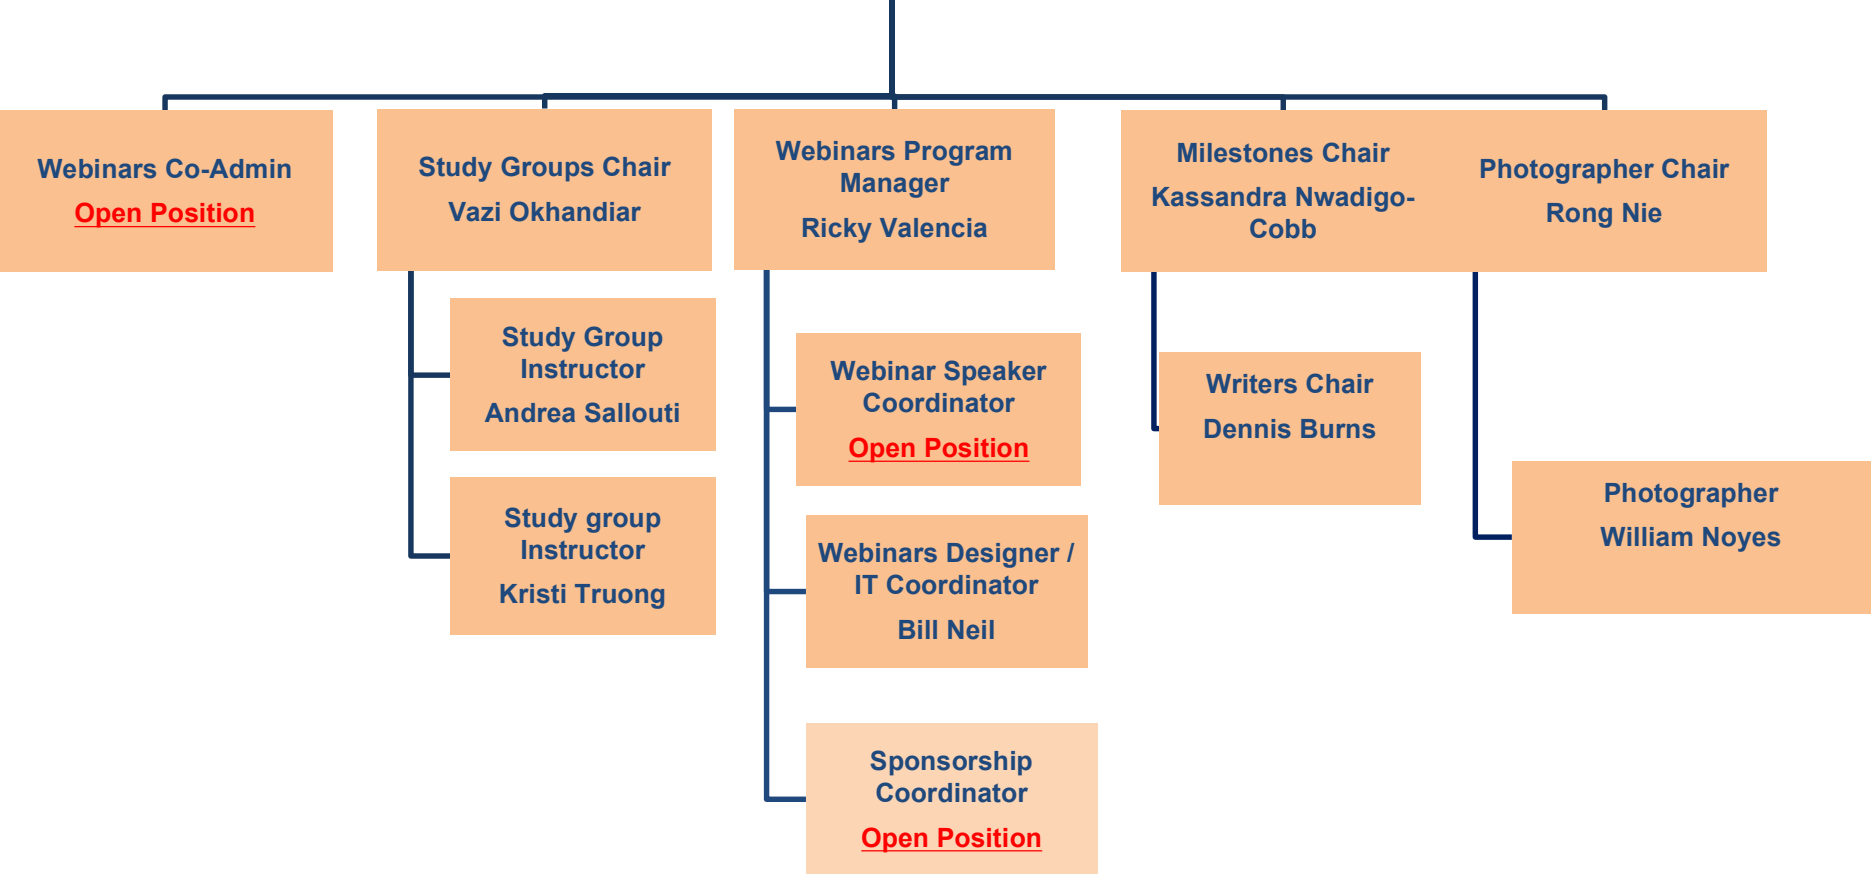 Webinars Co-Admin
Open Position
Study Groups Chair
Vazi Okhandiar
Webinars Program
Manager
Ricky Valencia
Milestones Chair
Kassandra Nwadigo-
Cobb
Photographer Chair
Rong Nie
Study Group
Instructor
Andrea Sallouti
Study group
Instructor
Kristi Truong
Webinar Speaker
Coordinator
Open Position
Webinars Designer /
IT Coordinator
Bill Neil
Sponsorship
Coordinator
Open Position
Writers Chair
Dennis Burns
Photographer
William Noyes